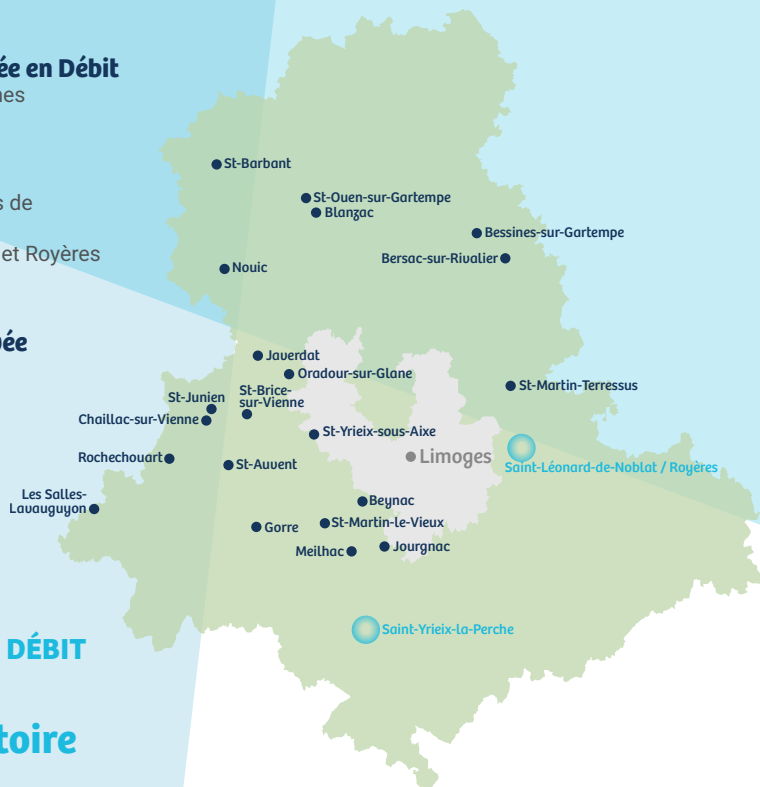 ée en Débit
nes
s de
et Royères
ée
DÉBIT
toire
St-Barbant
St-Ouen-sur-Gartempe
Blanzac
Bessines-sur-Gartempe
Bersac-sur-Rivalier
Nouic
Javerdat
Oradour-sur-Glane
St-Martin-Terressus
St-Junien
St-Brice-
sur-Vienne
Chaillac-sur-Vienne
St-Yrieix-sous-Aixe
Limoges
Rochechouart
St-Auvent
Saint-Léonard-de-Noblat / Royères
Les Salles-
Lavauguyon
Beynac
Gorre
St-Martin-le-Vieux
Meilhac
Jourgnac
Saint-Yrieix-la-Perche